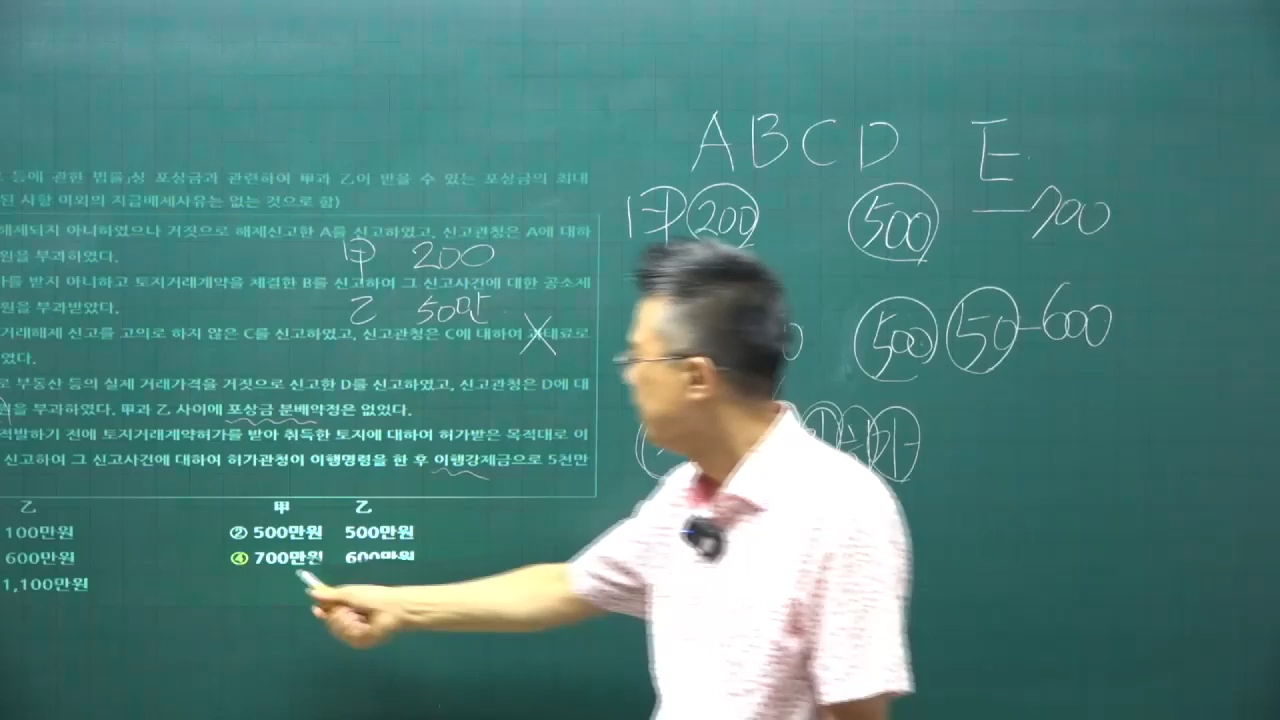 A B C D E
등에 관한 법률」상 포상금과 관련하여 甲과 乙이 받을 수 있는 포상금의 최대
된 사항 이외의 지급배제사유는 없는 것으로 함)
甲 200 500 — 700
해제되지 아니하였으나 거짓으로 해제신고한 A를 신고하였고, 신고관청은 A에 대하
원을 부과하였다.
甲 200
가를 받지 아니하고 토지거래계약을 체결한 B를 신고하여 그 신고사건에 대한 공소제
원을 부과받았다.
乙 50만
거래해제 신고를 고의로 하지 않은 C를 신고하였고, 신고관청은 C에 대하여 과태료로
였다.
X
0 500 50 — 600
로 부동산 등의 실제 거래가격을 거짓으로 신고한 D를 신고하였고, 신고관청은 D에 대
원을 부과하였다. 甲과 乙 사이에 포상금 분배약정은 없었다.
적발하기 전에 토지거래계약허가를 받아 취득한 토지에 대하여 허가받은 목적대로 이
신고하여 그 신고사건에 대하여 허가관청이 이행명령을 한 후 이행강제금으로 5천만
乙 甲 乙
100만원 ② 500만원 500만원
600만원 ④ 700만원 600만원
1,100만원